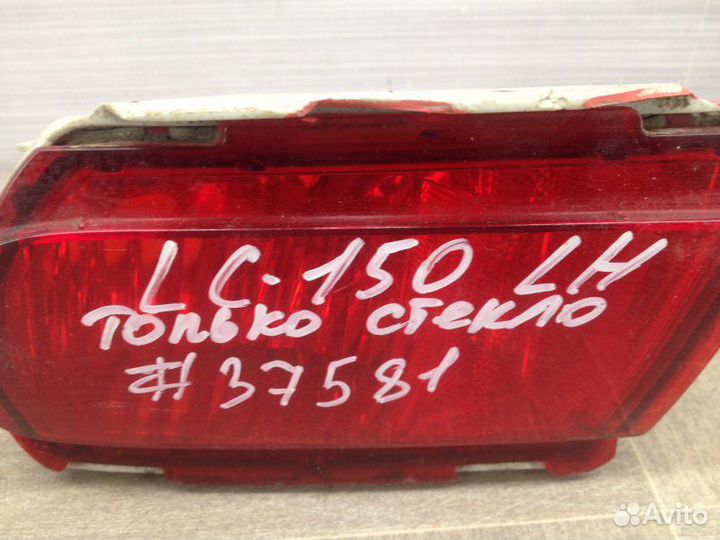 LC-150 LH
только стекло
#37581
Avito